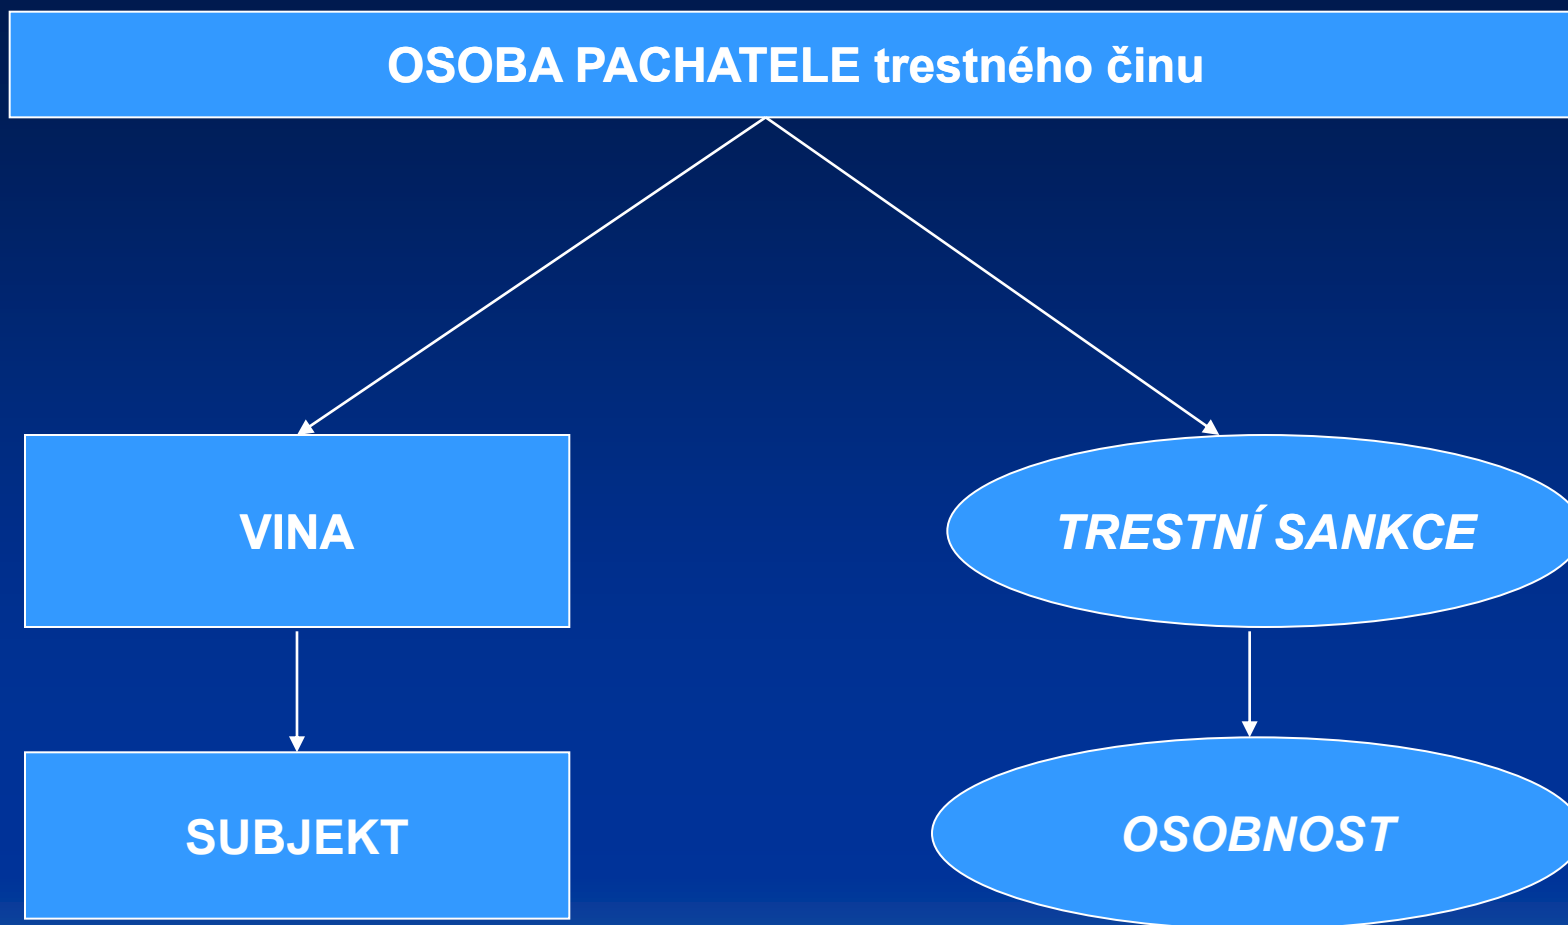 OSOBA PACHATELE trestného činu
VINA
TRESTNÍ SANKCE
SUBJEKT
OSOBNOST